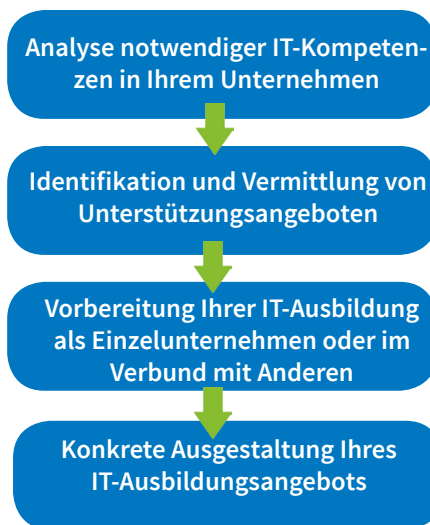 Analyse notwendiger IT-Kompeten-
zen in Ihrem Unternehmen
Identifikation und Vermittlung von
Unterstützungsangeboten
Vorbereitung Ihrer IT-Ausbildung
als Einzelunternehmen oder im
Verbund mit Anderen
Konkrete Ausgestaltung Ihres
IT-Ausbildungsangebots